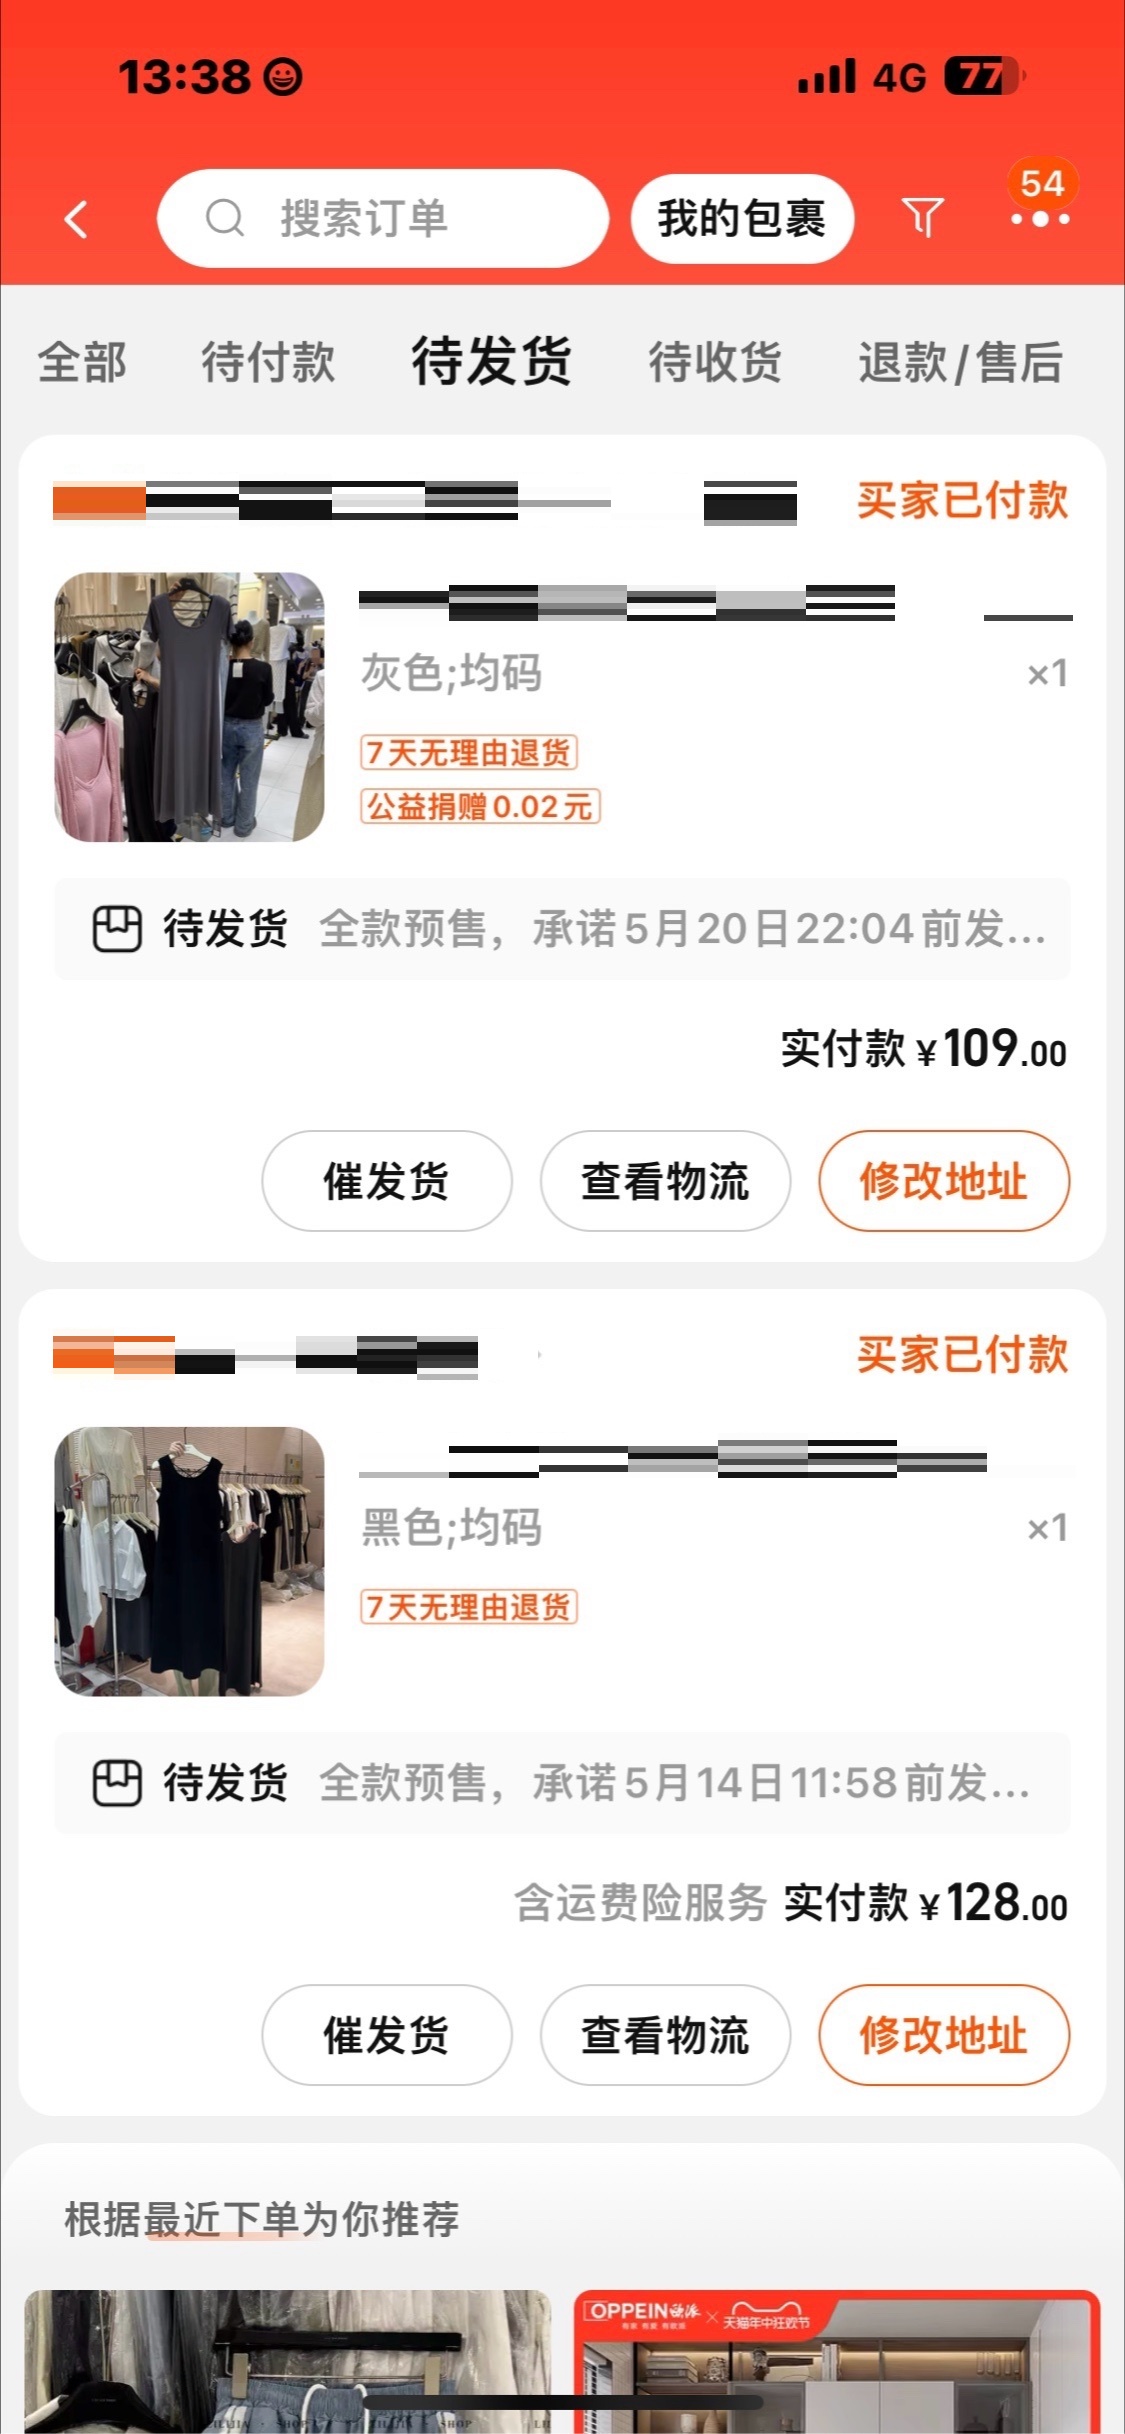 13:38
4G 77
搜索订单
我的包裹
54
全部 待付款 待发货 待收货 退款/售后
买家已付款
灰色;均码 ×1
7天无理由退货
公益捐赠0.02元
待发货 全款预售，承诺5月20日22:04前发...
实付款 ¥109.00
催发货 查看物流 修改地址
买家已付款
黑色;均码 ×1
7天无理由退货
待发货 全款预售，承诺5月14日11:58前发...
含运费险服务 实付款 ¥128.00
催发货 查看物流 修改地址
根据最近下单为你推荐
OPPEIN欧派 × 天猫年中狂欢节